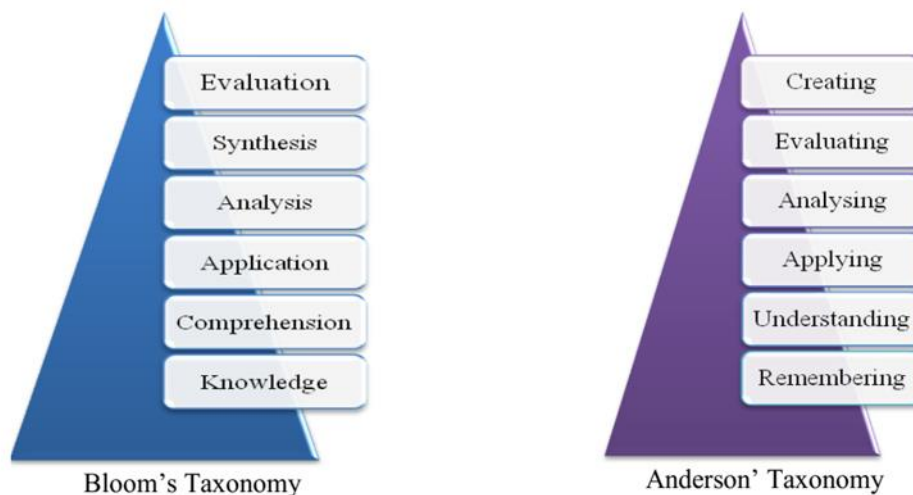 Evaluation
Synthesis
Analysis
Application
Comprehension
Knowledge
Bloom's Taxonomy
Creating
Evaluating
Analysing
Applying
Understanding
Remembering
Anderson' Taxonomy